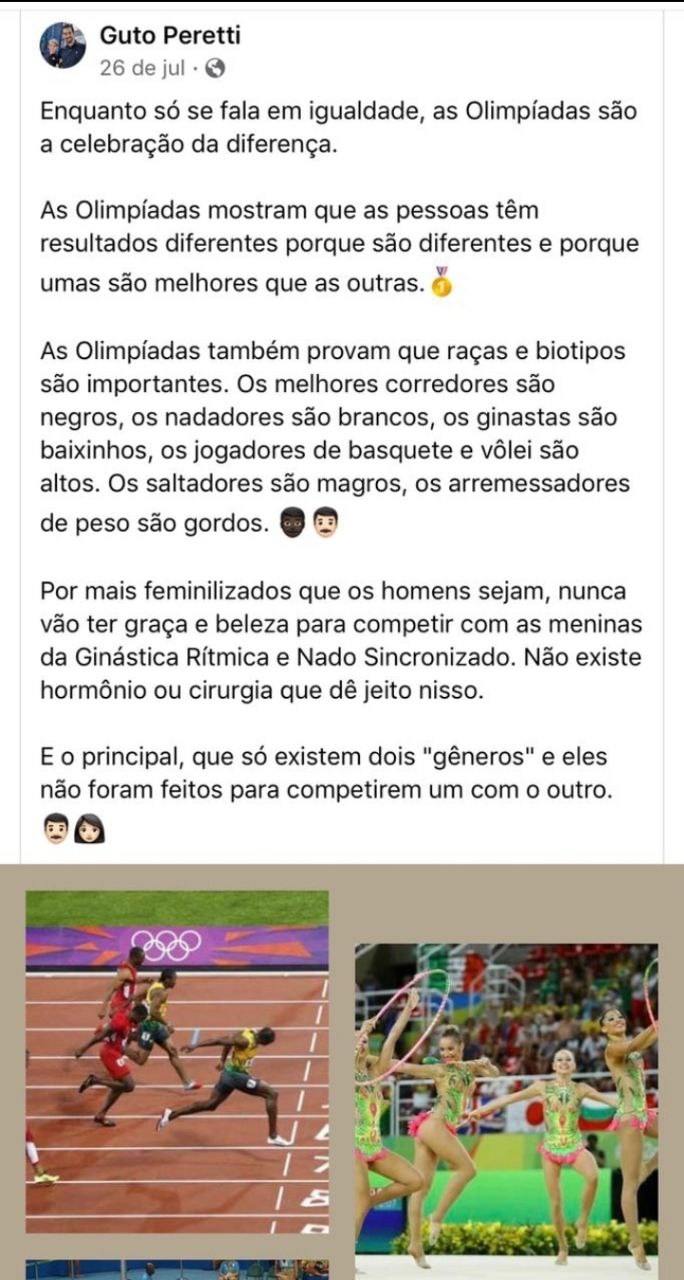 Guto Peretti
26 de jul ·
Enquanto só se fala em igualdade, as Olimpíadas são
a celebração da diferença.
As Olimpíadas mostram que as pessoas têm
resultados diferentes porque são diferentes e porque
umas são melhores que as outras.🏅
As Olimpíadas também provam que raças e biotipos
são importantes. Os melhores corredores são
negros, os nadadores são brancos, os ginastas são
baixinhos, os jogadores de basquete e vôlei são
altos. Os saltadores são magros, os arremessadores
de peso são gordos.
Por mais feminilizados que os homens sejam, nunca
vão ter graça e beleza para competir com as meninas
da Ginástica Rítmica e Nado Sincronizado. Não existe
hormônio ou cirurgia que dê jeito nisso.
E o principal, que só existem dois "gêneros" e eles
não foram feitos para competirem um com o outro.